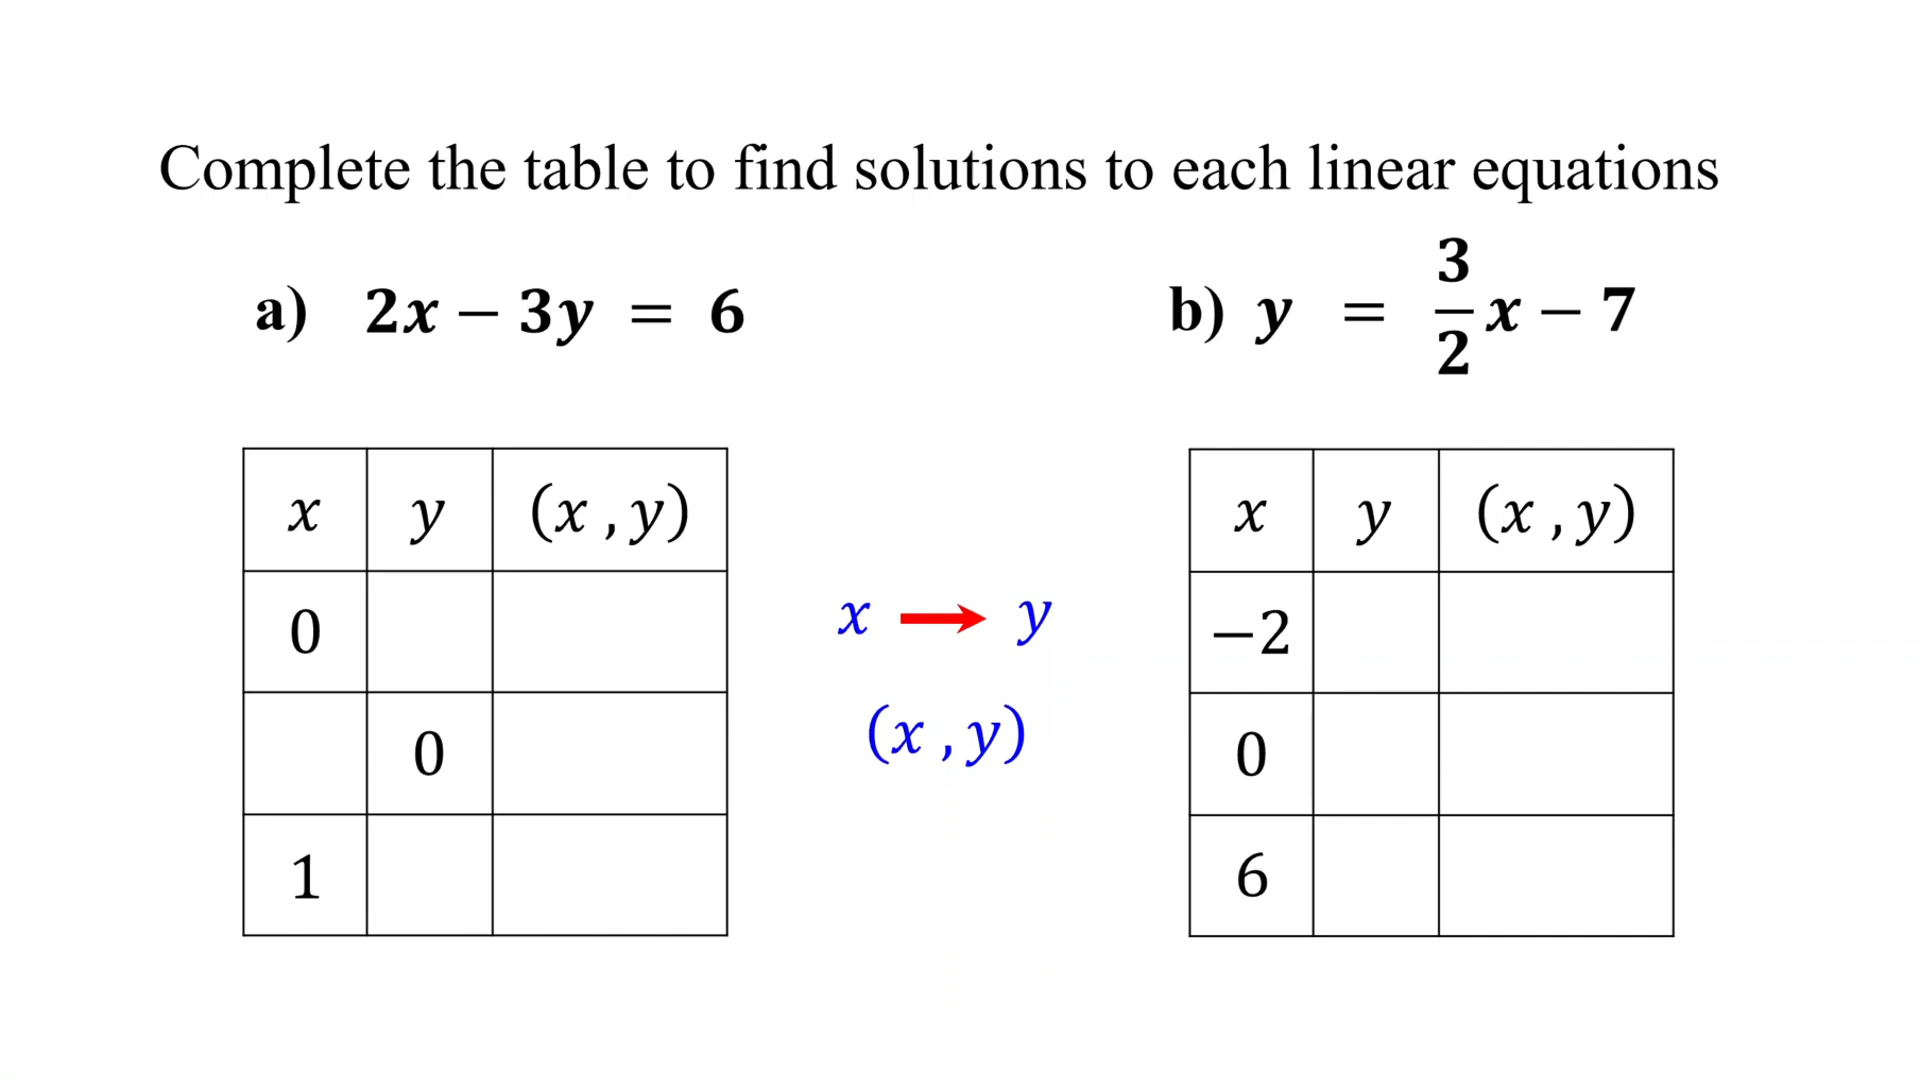 Complete the table to find solutions to each linear equations
a) 2x − 3y = 6
b) y = 3/2 x − 7
x y (x , y)
0
0
1
x → y
(x , y)
x y (x , y)
−2
0
6